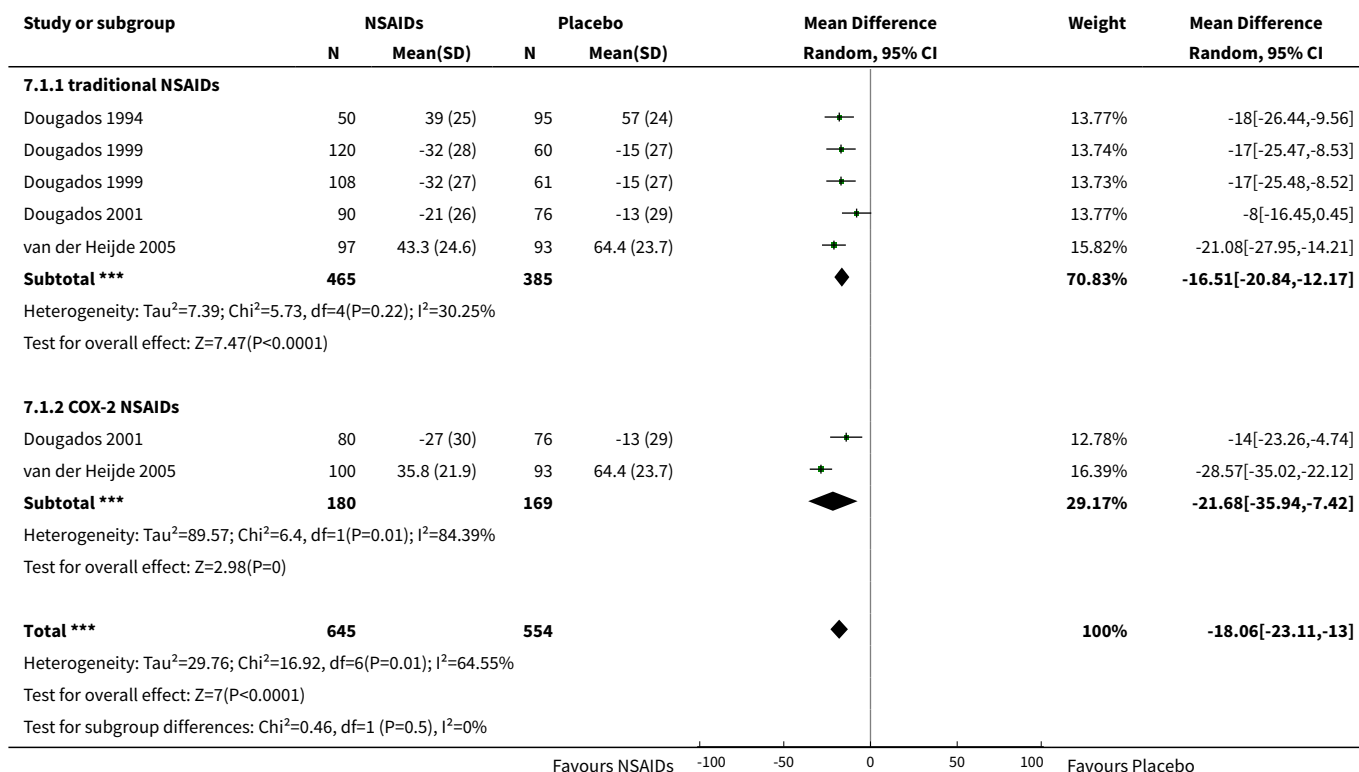 Study or subgroup NSAIDs Placebo Mean Difference Weight Mean Difference
N Mean(SD) N Mean(SD) Random, 95% CI Random, 95% CI
7.1.1 traditional NSAIDs
Dougados 1994 50 39 (25) 95 57 (24) 13.77% -18[-26.44,-9.56]
Dougados 1999 120 -32 (28) 60 -15 (27) 13.74% -17[-25.47,-8.53]
Dougados 1999 108 -32 (27) 61 -15 (27) 13.73% -17[-25.48,-8.52]
Dougados 2001 90 -21 (26) 76 -13 (29) 13.77% -8[-16.45,0.45]
van der Heijde 2005 97 43.3 (24.6) 93 64.4 (23.7) 15.82% -21.08[-27.95,-14.21]
Subtotal *** 465 385 70.83% -16.51[-20.84,-12.17]
Heterogeneity: Tau²=7.39; Chi²=5.73, df=4(P=0.22); I²=30.25%
Test for overall effect: Z=7.47(P<0.0001)
7.1.2 COX-2 NSAIDs
Dougados 2001 80 -27 (30) 76 -13 (29) 12.78% -14[-23.26,-4.74]
van der Heijde 2005 100 35.8 (21.9) 93 64.4 (23.7) 16.39% -28.57[-35.02,-22.12]
Subtotal *** 180 169 29.17% -21.68[-35.94,-7.42]
Heterogeneity: Tau²=89.57; Chi²=6.4, df=1(P=0.01); I²=84.39%
Test for overall effect: Z=2.98(P=0)
Total *** 645 554 100% -18.06[-23.11,-13]
Heterogeneity: Tau²=29.76; Chi²=16.92, df=6(P=0.01); I²=64.55%
Test for overall effect: Z=7(P<0.0001)
Test for subgroup differences: Chi²=0.46, df=1 (P=0.5), I²=0%
Favours NSAIDs -100 -50 0 50 100 Favours Placebo